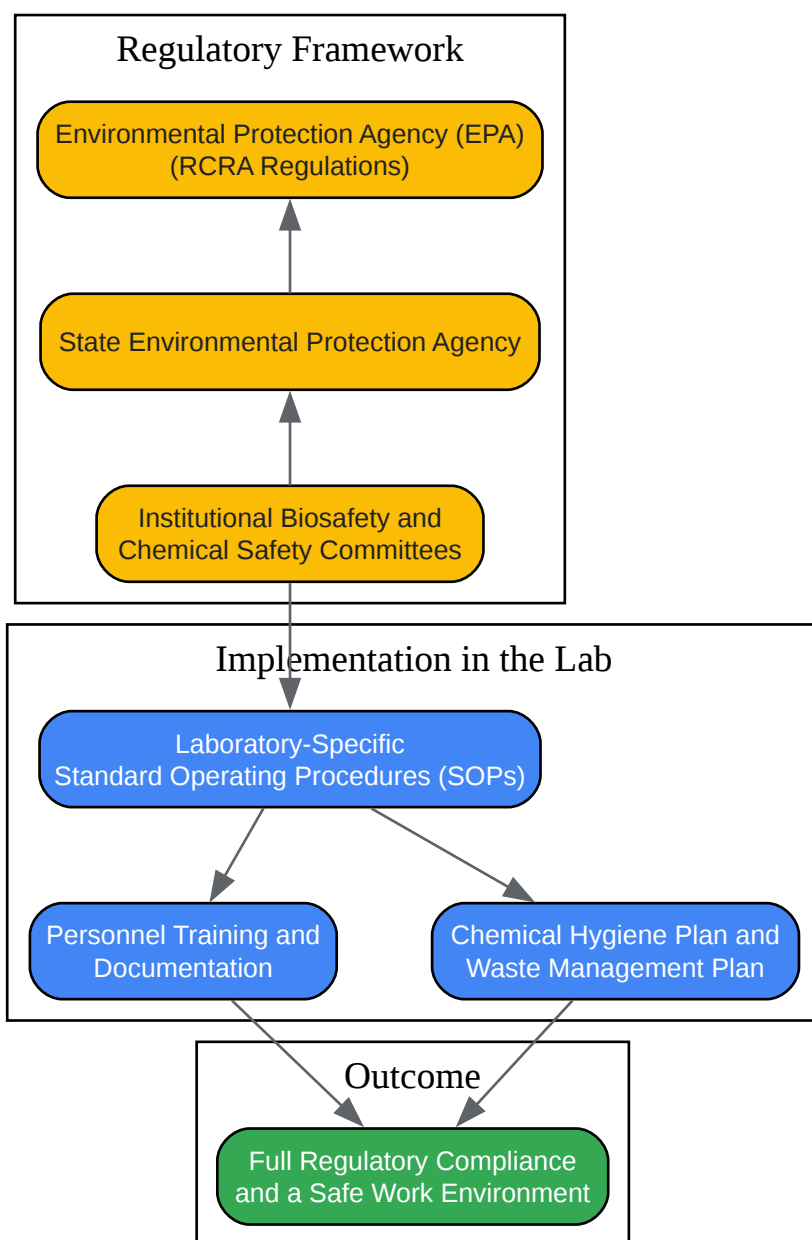 Regulatory Framework
Environmental Protection Agency (EPA)
(RCRA Regulations)
State Environmental Protection Agency
Institutional Biosafety and
Chemical Safety Committees
Implementation in the Lab
Laboratory-Specific
Standard Operating Procedures (SOPs)
Personnel Training and
Documentation
Chemical Hygiene Plan and
Waste Management Plan
Outcome
Full Regulatory Compliance
and a Safe Work Environment